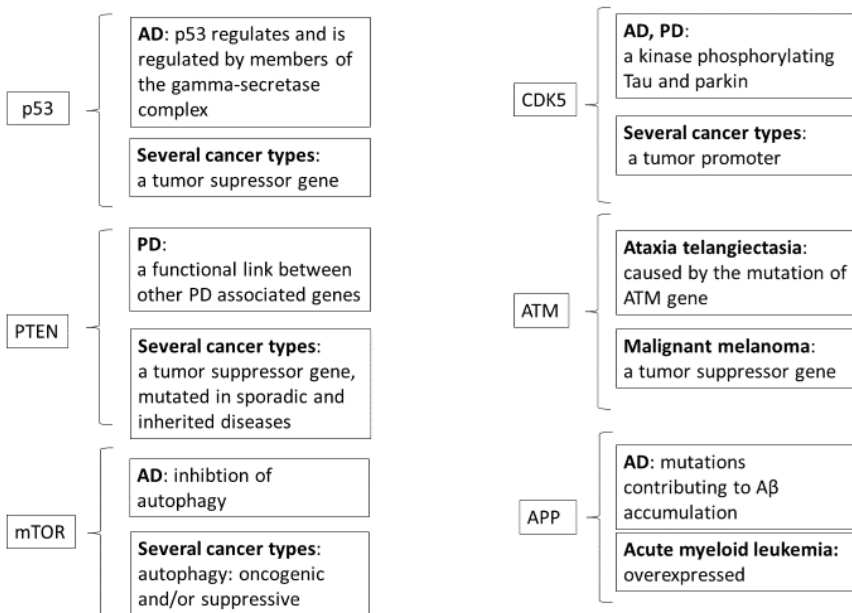 p53
AD: p53 regulates and is
regulated by members of
the gamma-secretase
complex
Several cancer types:
a tumor supressor gene
PTEN
PD:
a functional link between
other PD associated genes
Several cancer types:
a tumor suppressor gene,
mutated in sporadic and
inherited diseases
mTOR
AD: inhibtion of
autophagy
Several cancer types:
autophagy: oncogenic
and/or suppressive
CDK5
AD, PD:
a kinase phosphorylating
Tau and parkin
Several cancer types:
a tumor promoter
ATM
Ataxia telangiectasia:
caused by the mutation of
ATM gene
Malignant melanoma:
a tumor suppressor gene
APP
AD: mutations
contributing to Aβ
accumulation
Acute myeloid leukemia:
overexpressed